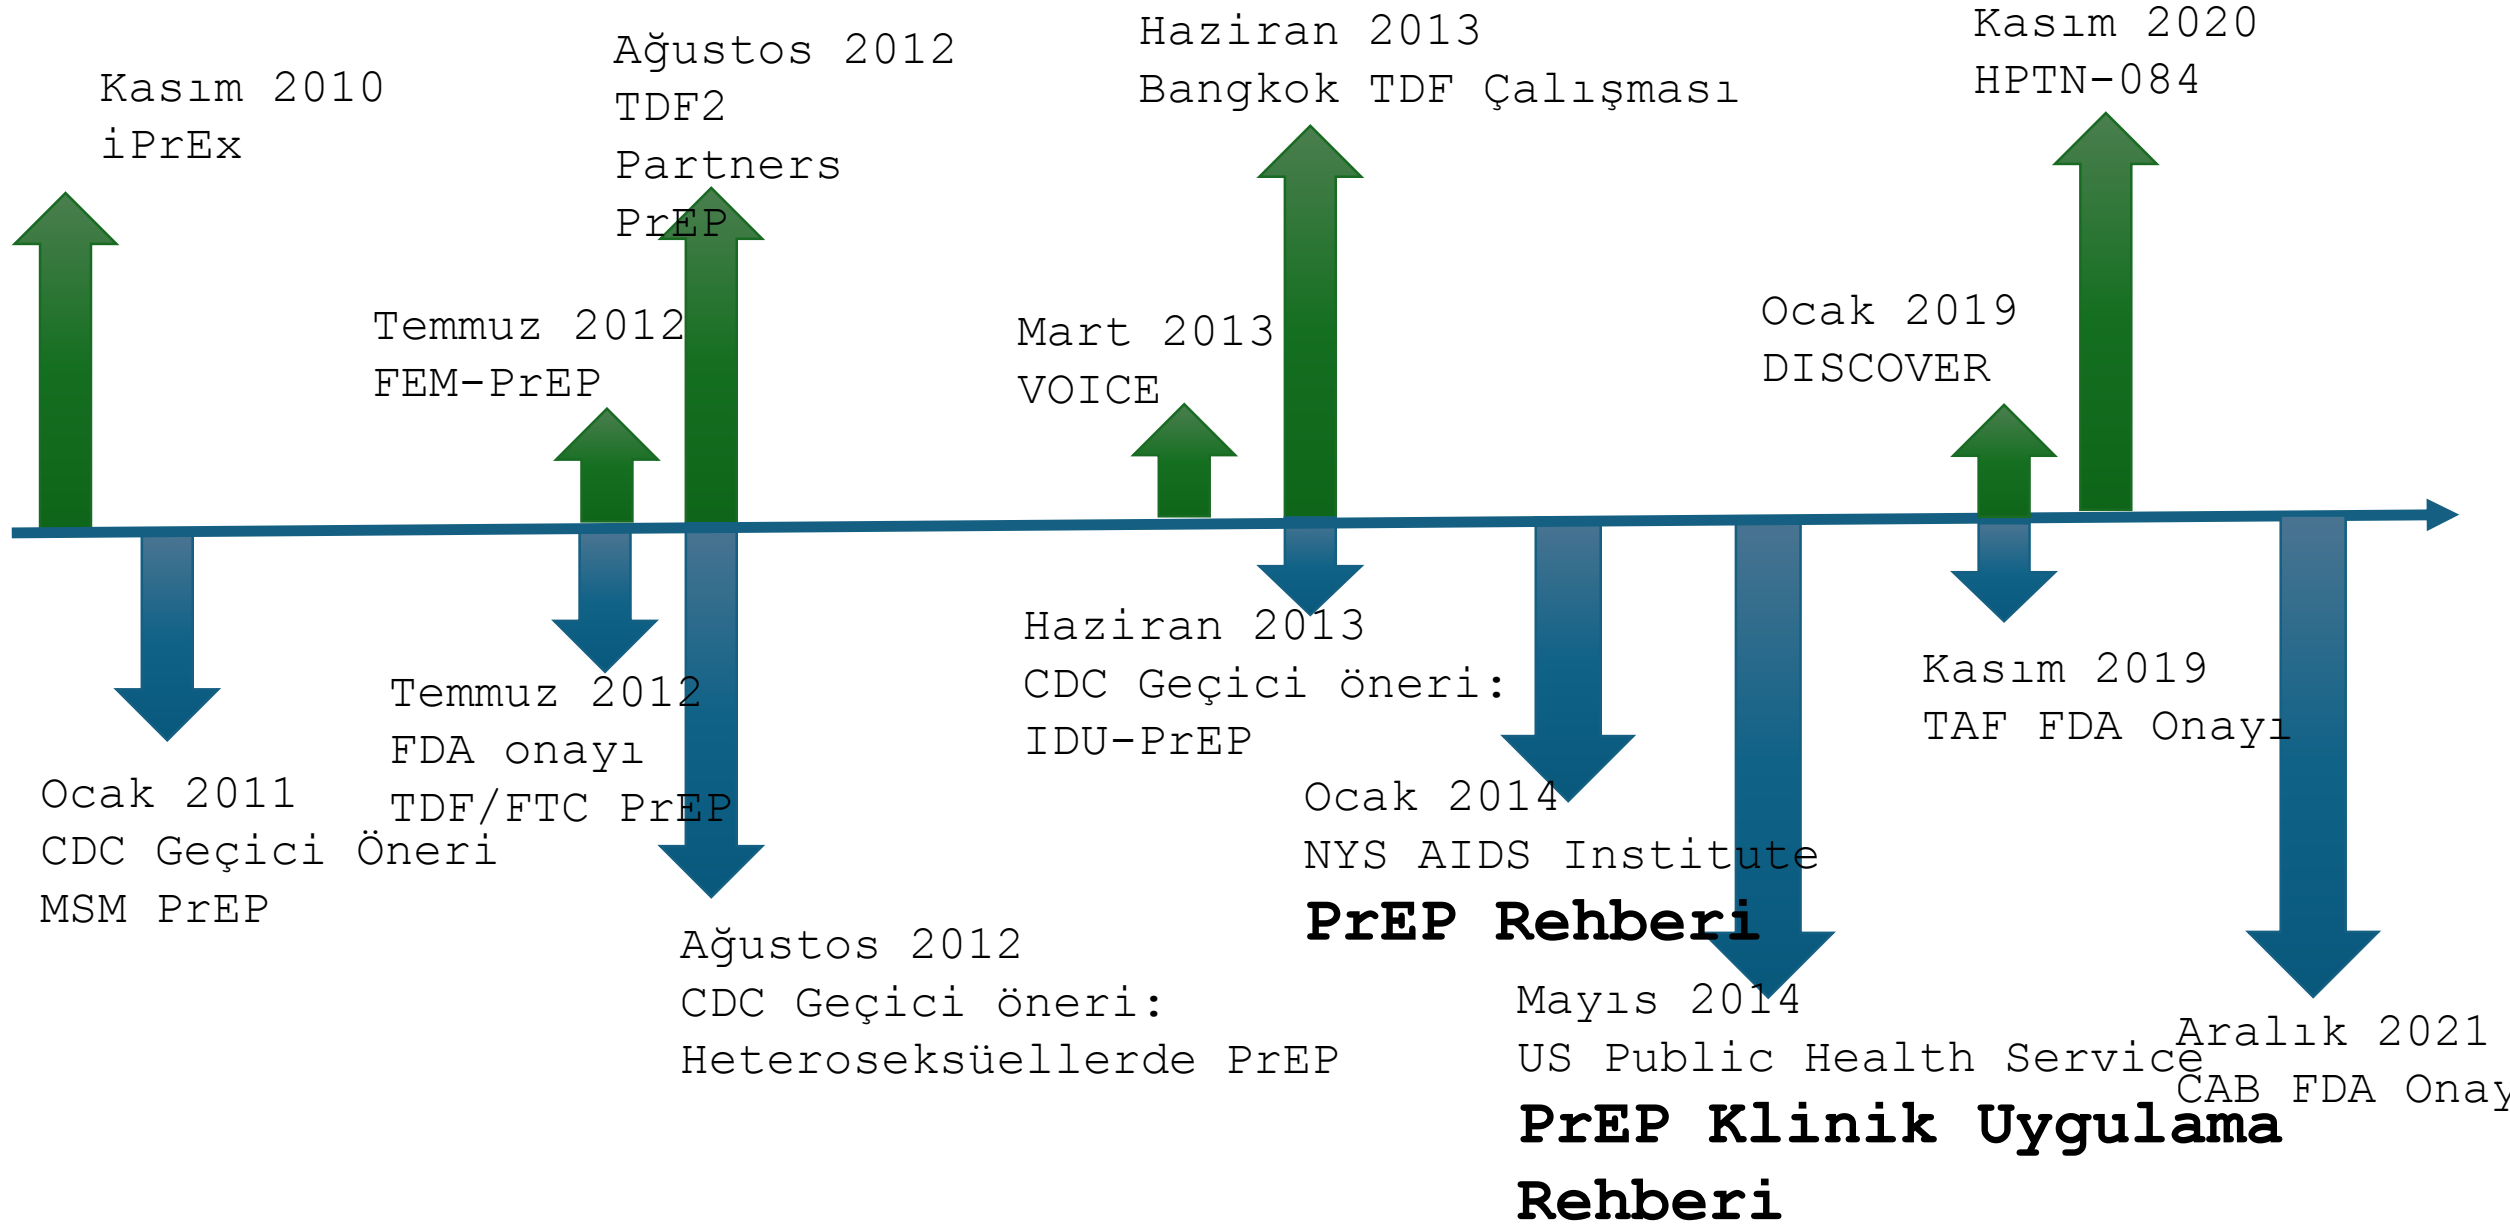 Kasım 2010
iPrEx
Ağustos 2012
TDF2
Partners
PrEP
Haziran 2013
Bangkok TDF Çalışması
Kasım 2020
HPTN-084
Temmuz 2012
FEM-PrEP
Mart 2013
VOICE
Ocak 2019
DISCOVER
Ocak 2011
CDC Geçici Öneri
MSM PrEP
Temmuz 2012
FDA onayı
TDF/FTC PrEP
Ağustos 2012
CDC Geçici öneri:
Heteroseksüellerde PrEP
Haziran 2013
CDC Geçici öneri:
IDU-PrEP
Ocak 2014
NYS AIDS Institute
PrEP Rehberi
Mayıs 2014
US Public Health Service
PrEP Klinik Uygulama
Rehberi
Kasım 2019
TAF FDA Onayı
Aralık 2021
CAB FDA Onay